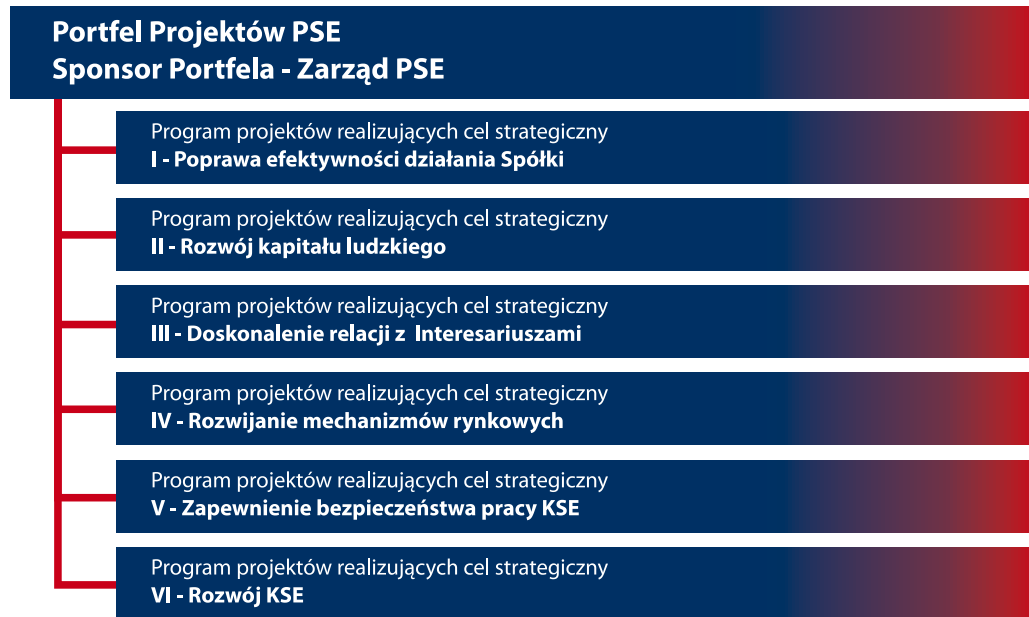 Portfel Projektów PSE
Sponsor Portfela - Zarząd PSE
Program projektów realizujących cel strategiczny
I - Poprawa efektywności działania Spółki
Program projektów realizujących cel strategiczny
II - Rozwój kapitału ludzkiego
Program projektów realizujących cel strategiczny
III - Doskonalenie relacji z Interesariuszami
Program projektów realizujących cel strategiczny
IV - Rozwijanie mechanizmów rynkowych
Program projektów realizujących cel strategiczny
V - Zapewnienie bezpieczeństwa pracy KSE
Program projektów realizujących cel strategiczny
VI - Rozwój KSE